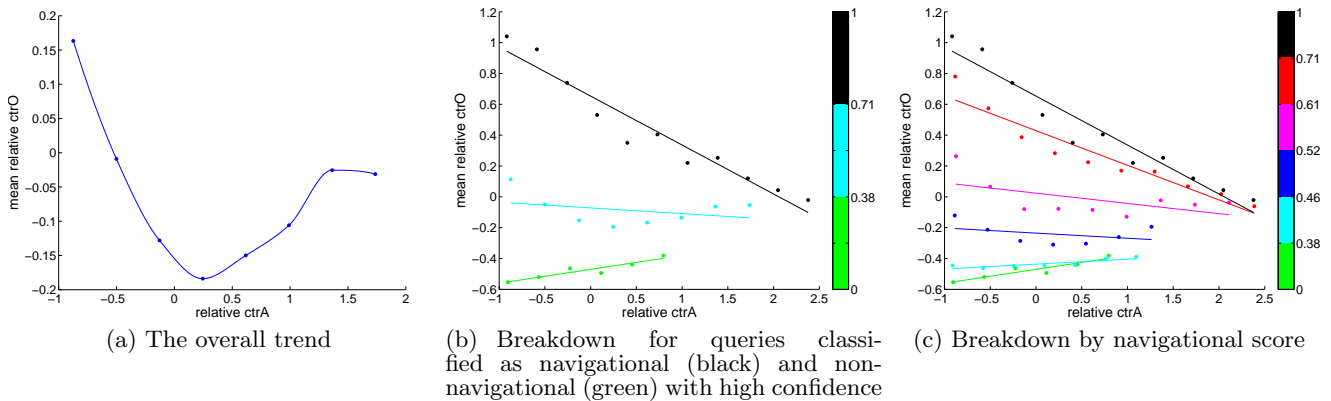 0.2
0.15
0.1
0.05
0
-0.05
-0.1
-0.15
-0.2
mean relative ctrO
-1 -0.5 0 0.5 1 1.5 2
relative ctrA
(a) The overall trend
1.2
1
0.8
0.6
0.4
0.2
0
-0.2
-0.4
-0.6
mean relative ctrO
-1 -0.5 0 0.5 1 1.5 2 2.5
relative ctrA
1
0.71
0.38
0
(b) Breakdown for queries classi-
fied as navigational (black) and non-
navigational (green) with high confidence
1.2
1
0.8
0.6
0.4
0.2
0
-0.2
-0.4
-0.6
mean relative ctrO
-1 -0.5 0 0.5 1 1.5 2 2.5
relative ctrA
1
0.71
0.61
0.52
0.46
0.38
0
(c) Breakdown by navigational score